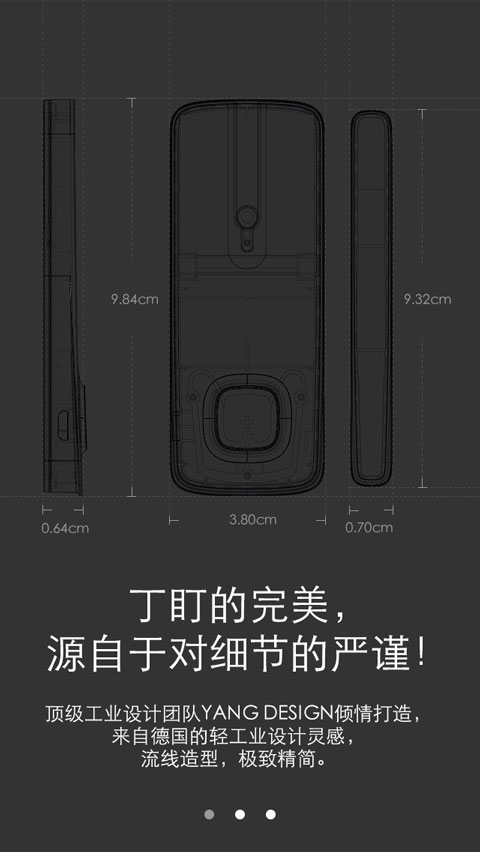 9.84cm
9.32cm
0.64cm
3.80cm
0.70cm
丁盯的完美，
源自于对细节的严谨！
顶级工业设计团队YANG DESIGN倾情打造，
来自德国的轻工业设计灵感，
流线造型，极致精简。